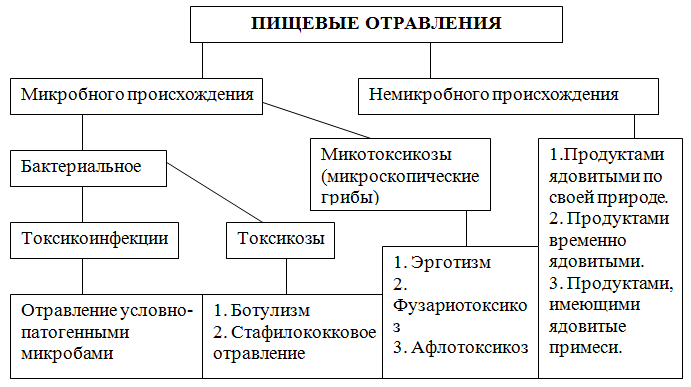 ПИЩЕВЫЕ ОТРАВЛЕНИЯ
Микробного происхождения
Немикробного происхождения
Бактериальное
Микотоксикозы
(микроскопические
грибы)
1.Продуктами
ядовитыми по
своей природе.
2. Продуктами
временно
ядовитыми.
3. Продуктами,
имеющими
ядовитые
примеси.
Токсикоинфекции
Токсикозы
1. Эрготизм
2.
Фузариотоксико
з
3. Афлотоксикоз
Отравление условно-
патогенными
микробами
1. Ботулизм
2. Стафилококковое
отравление